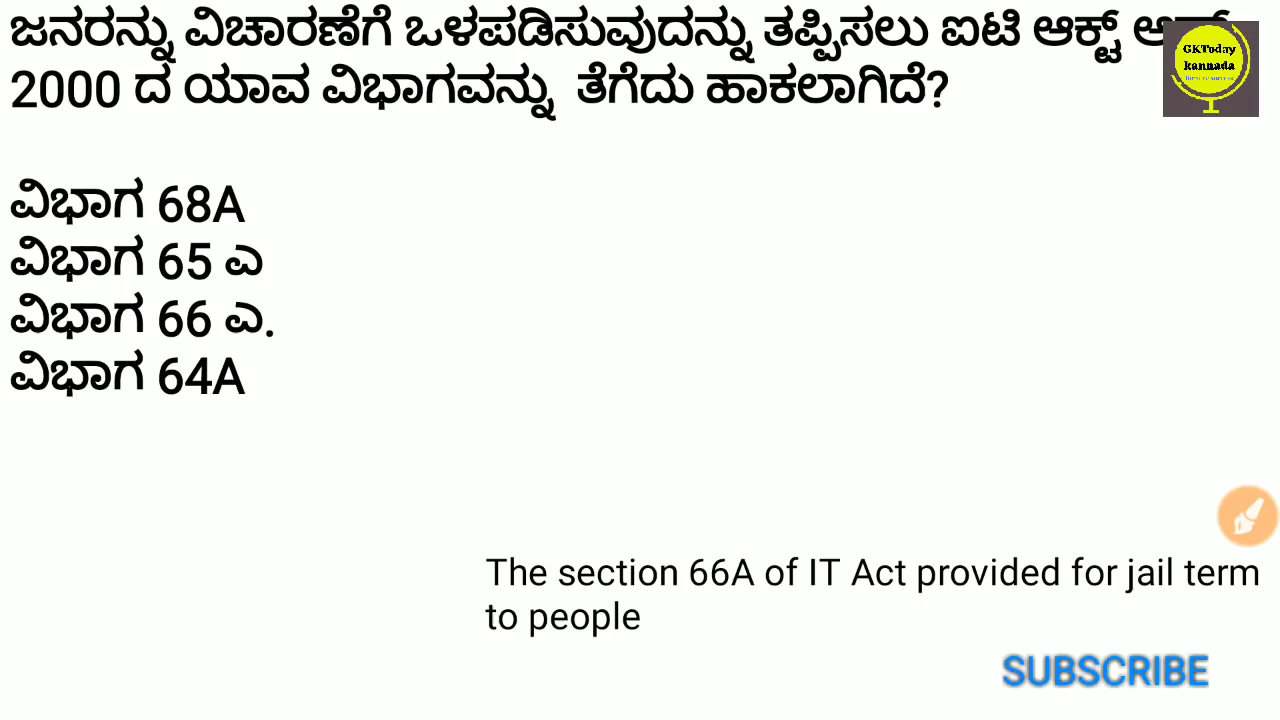 ಜನರನ್ನು ವಿಚಾರಣೆಗೆ ಒಳಪಡಿಸುವುದನ್ನು ತಪ್ಪಿಸಲು ಐಟಿ ಆಕ್ಟ್
GKToday
kannada
2000 ದ ಯಾವ ವಿಭಾಗವನ್ನು ತೆಗೆದು ಹಾಕಲಾಗಿದೆ?
ವಿಭಾಗ 68A
ವಿಭಾಗ 65 ಎ
ವಿಭಾಗ 66 ಎ.
ವಿಭಾಗ 64A
The section 66A of IT Act provided for jail term
to people
SUBSCRIBE